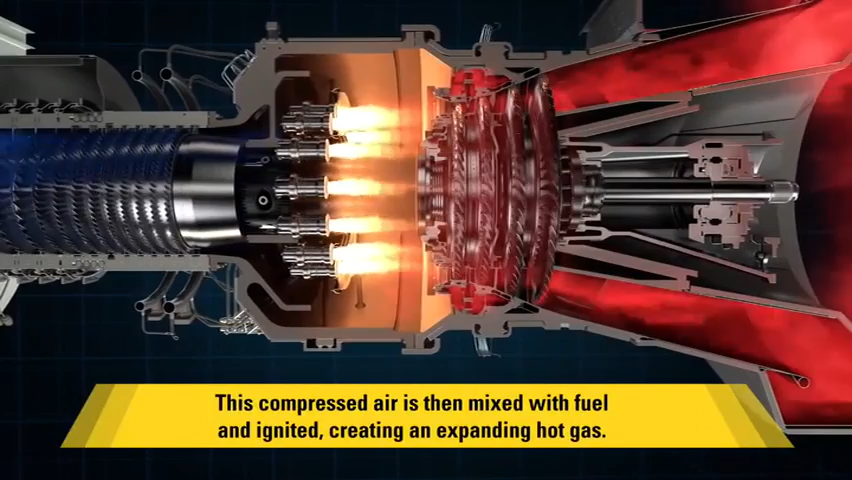 This compressed air is then mixed with fuel
and ignited, creating an expanding hot gas.